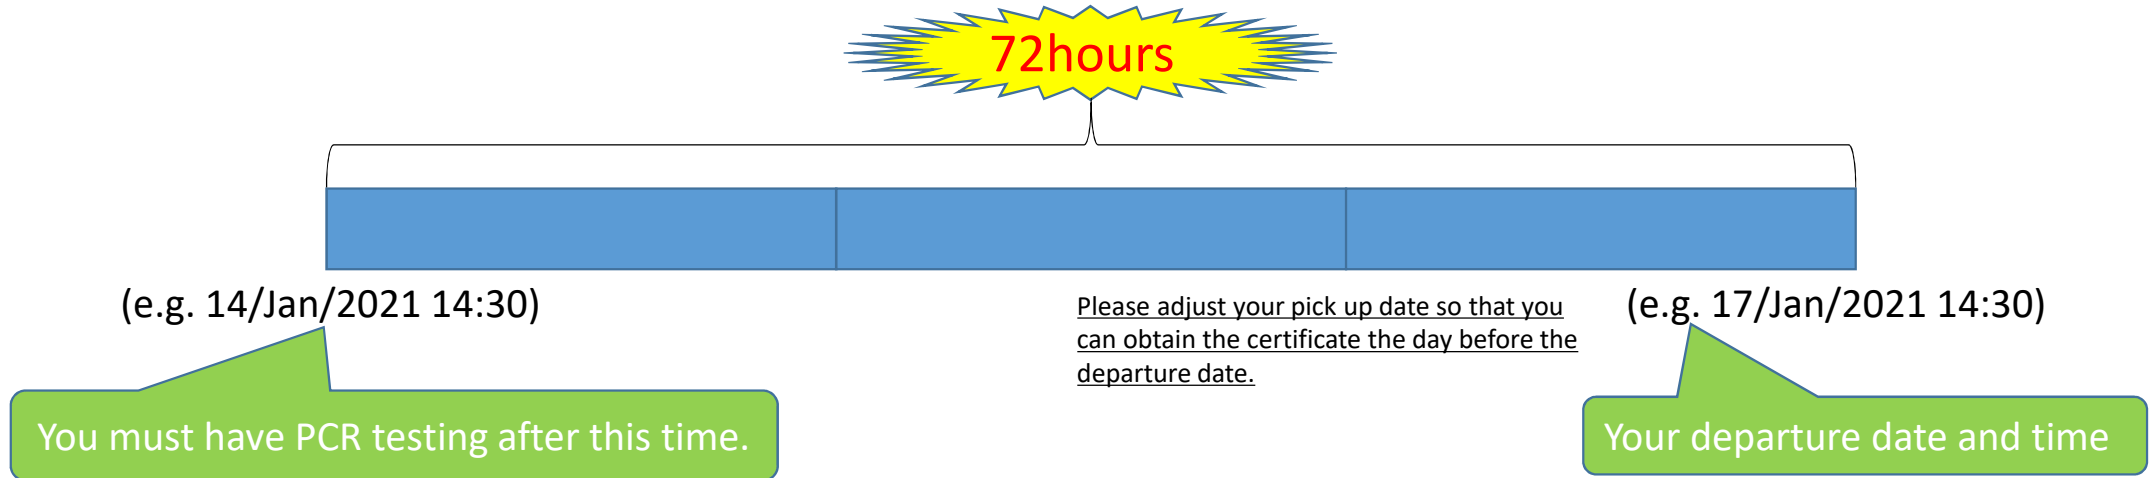 72hours
(e.g. 14/Jan/2021 14:30)
Please adjust your pick up date so that you
can obtain the certificate the day before the
departure date.
(e.g. 17/Jan/2021 14:30)
You must have PCR testing after this time.
Your departure date and time